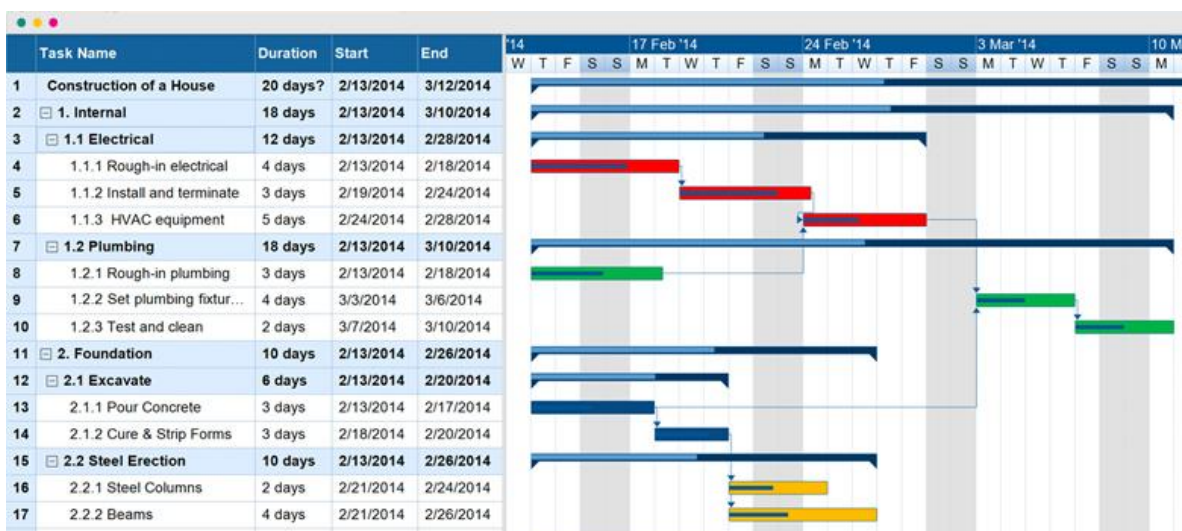 '14 17 Feb '14 24 Feb '14 3 Mar '14 10 M
Task Name Duration Start End W T F S S M T W T F S S M T W T F S S M T W T F S S M
1 Construction of a House 20 days? 2/13/2014 3/12/2014
2 1. Internal 18 days 2/13/2014 3/10/2014
3 1.1 Electrical 12 days 2/13/2014 2/28/2014
4 1.1.1 Rough-in electrical 4 days 2/13/2014 2/18/2014
5 1.1.2 Install and terminate 3 days 2/19/2014 2/24/2014
6 1.1.3 HVAC equipment 5 days 2/24/2014 2/28/2014
7 1.2 Plumbing 18 days 2/13/2014 3/10/2014
8 1.2.1 Rough-in plumbing 3 days 2/13/2014 2/18/2014
9 1.2.2 Set plumbing fixtur... 4 days 3/3/2014 3/6/2014
10 1.2.3 Test and clean 2 days 3/7/2014 3/10/2014
11 2. Foundation 10 days 2/13/2014 2/26/2014
12 2.1 Excavate 6 days 2/13/2014 2/20/2014
13 2.1.1 Pour Concrete 3 days 2/13/2014 2/17/2014
14 2.1.2 Cure & Strip Forms 3 days 2/18/2014 2/20/2014
15 2.2 Steel Erection 10 days 2/13/2014 2/26/2014
16 2.2.1 Steel Columns 2 days 2/21/2014 2/24/2014
17 2.2.2 Beams 4 days 2/21/2014 2/26/2014